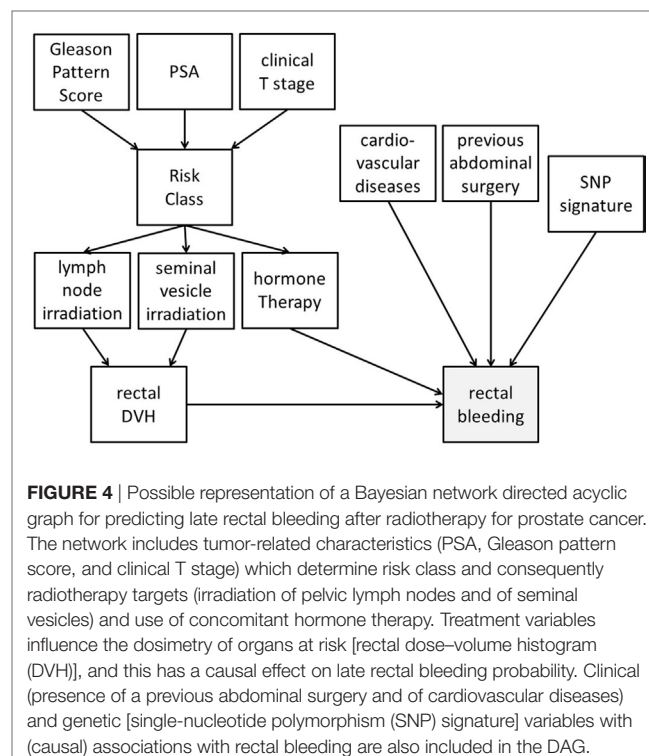 Gleason
Pattern
Score
PSA
clinical
T stage
Risk
Class
cardio-
vascular
diseases
previous
abdominal
surgery
SNP
signature
lymph
node
irradiation
seminal
vesicle
irradiation
hormone
Therapy
rectal
DVH
rectal
bleeding
FIGURE 4 | Possible representation of a Bayesian network directed acyclic
graph for predicting late rectal bleeding after radiotherapy for prostate cancer.
The network includes tumor-related characteristics (PSA, Gleason pattern
score, and clinical T stage) which determine risk class and consequently
radiotherapy targets (irradiation of pelvic lymph nodes and of seminal
vesicles) and use of concomitant hormone therapy. Treatment variables
influence the dosimetry of organs at risk [rectal dose–volume histogram
(DVH)], and this has a causal effect on late rectal bleeding probability. Clinical
(presence of a previous abdominal surgery and of cardiovascular diseases)
and genetic [single-nucleotide polymorphism (SNP) signature] variables with
(causal) associations with rectal bleeding are also included in the DAG.